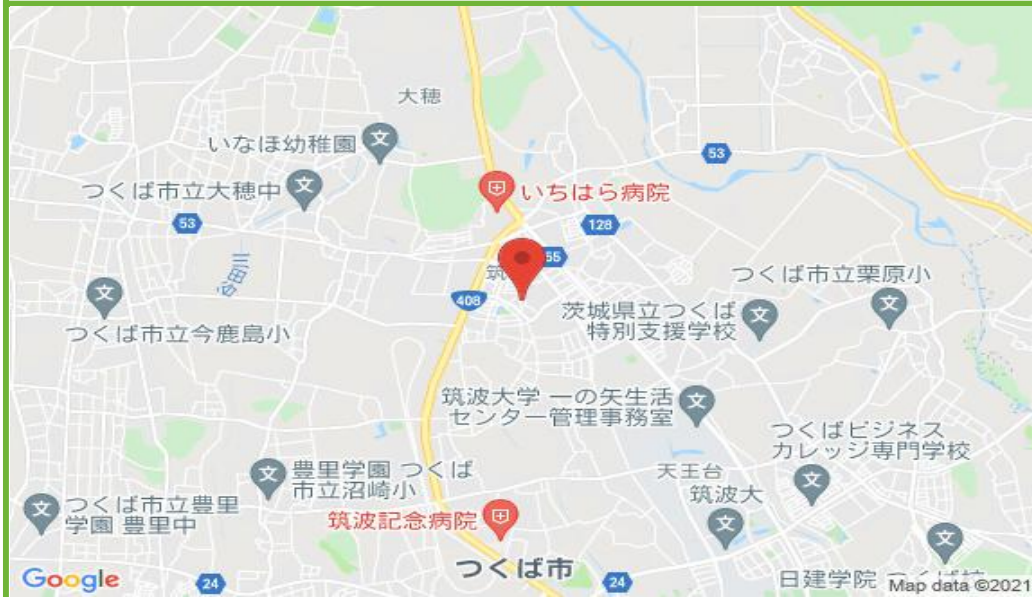 大穂
いなほ幼稚園
53
つくば市立大穂中
いちはら病院
53
128
55
筑
つくば市立栗原小
408
茨城県立つくば
特別支援学校
つくば市立今鹿島小
筑波大学 一の矢生活
センター管理事務室
つくばビジネス
カレッジ専門学校
豊里学園 つくば
市立沼崎小
天王台
筑波大
つくば市立豊里
学園 豊里中
筑波記念病院
つくば市
Google
24
24
日建学院
Map data ©2021